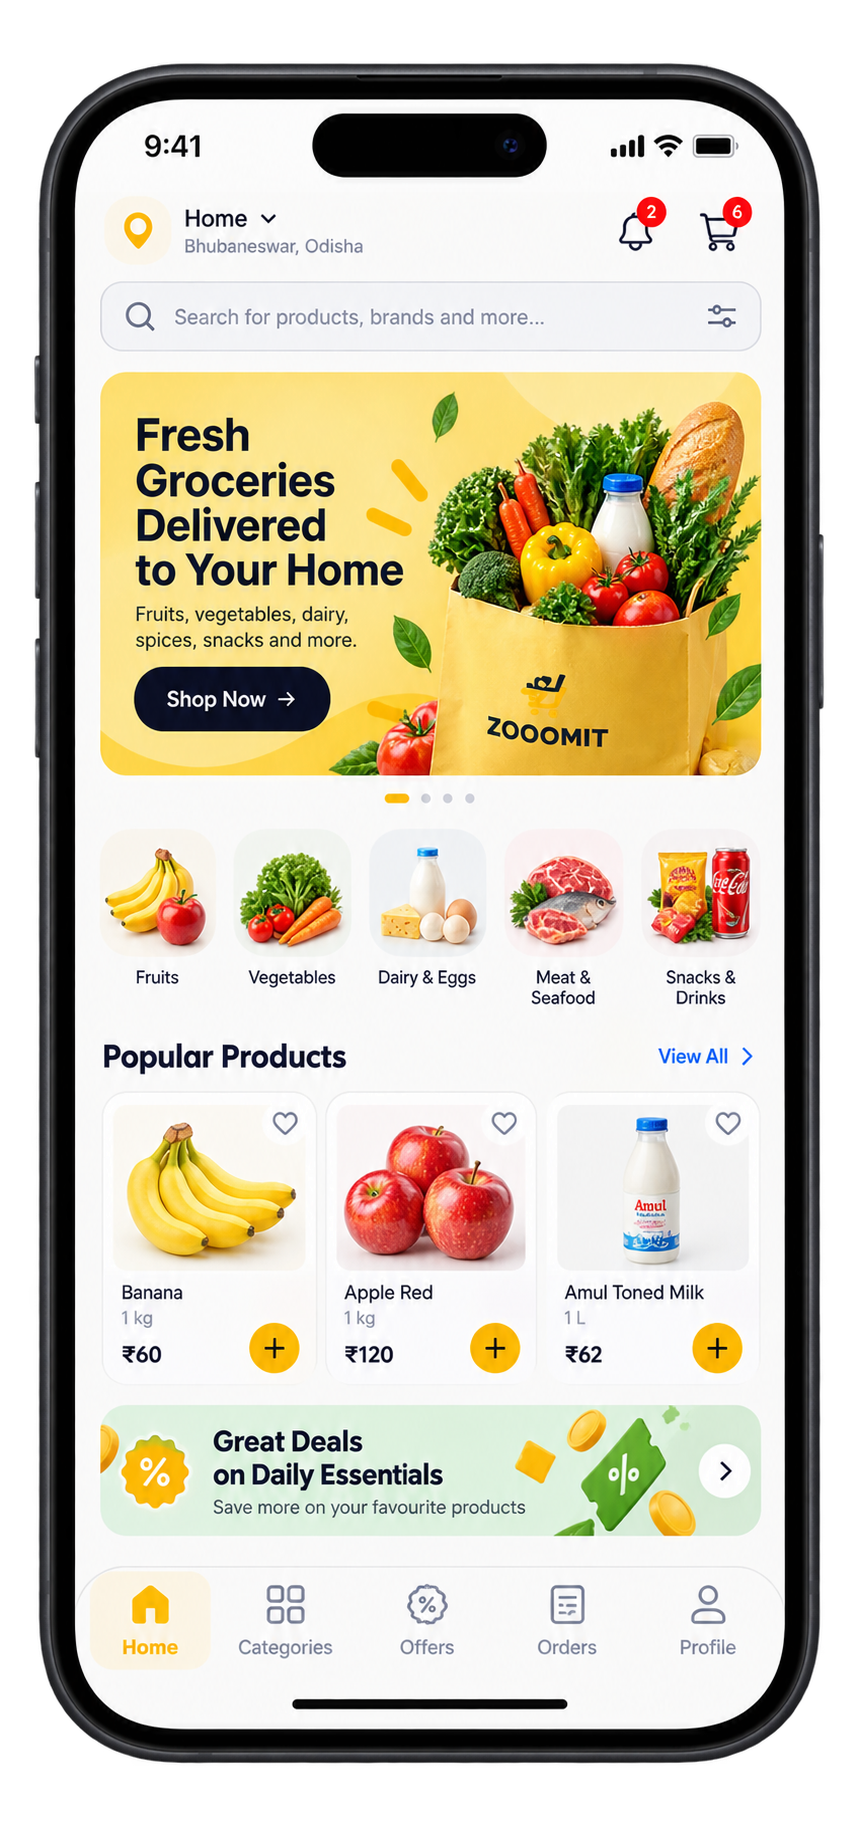 9:41
Home
2
6
Bhubaneswar, Odisha
Search for products, brands and more...
Fresh
Groceries
Delivered
to Your Home
Fruits, vegetables, dairy,
spices, snacks and more.
Shop Now →
ZOOOMIT
Fruits
Vegetables
Dairy & Eggs
Meat &
Seafood
Snacks &
Drinks
Popular Products
View All >
Amul
Banana
1 kg
₹60
+
Apple Red
1 kg
₹120
+
Amul Toned Milk
1 L
₹62
+
%
Great Deals
on Daily Essentials
Save more on your favourite products
%
Home
Categories
%
Offers
Orders
Profile